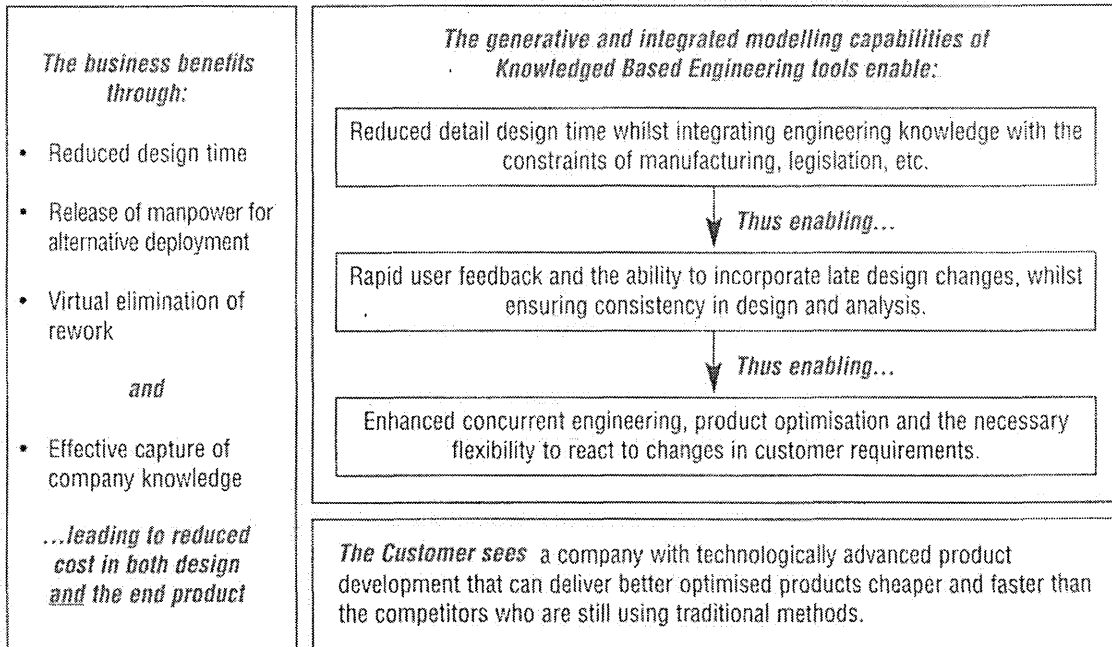 The business benefits
through:
• Reduced design time
• Release of manpower for
alternative deployment
• Virtual elimination of
rework
and
• Effective capture of
company knowledge
...leading to reduced
cost in both design
and the end product
The generative and integrated modelling capabilities of
Knowledged Based Engineering tools enable:
Reduced detail design time whilst integrating engineering knowledge with the
constraints of manufacturing, legislation, etc.
Thus enabling...
Rapid user feedback and the ability to incorporate late design changes, whilst
ensuring consistency in design and analysis.
Thus enabling...
Enhanced concurrent engineering, product optimisation and the necessary
flexibility to react to changes in customer requirements.
The Customer sees a company with technologically advanced product
development that can deliver better optimised products cheaper and faster than
the competitors who are still using traditional methods.